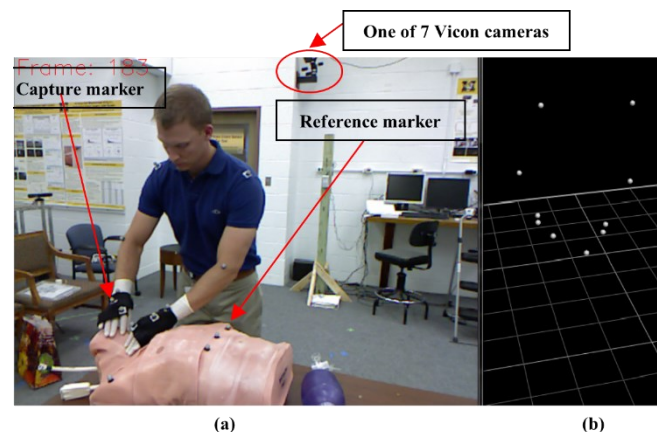 One of 7 Vicon cameras
Frame: 183
Capture marker
Reference marker
(a)
(b)